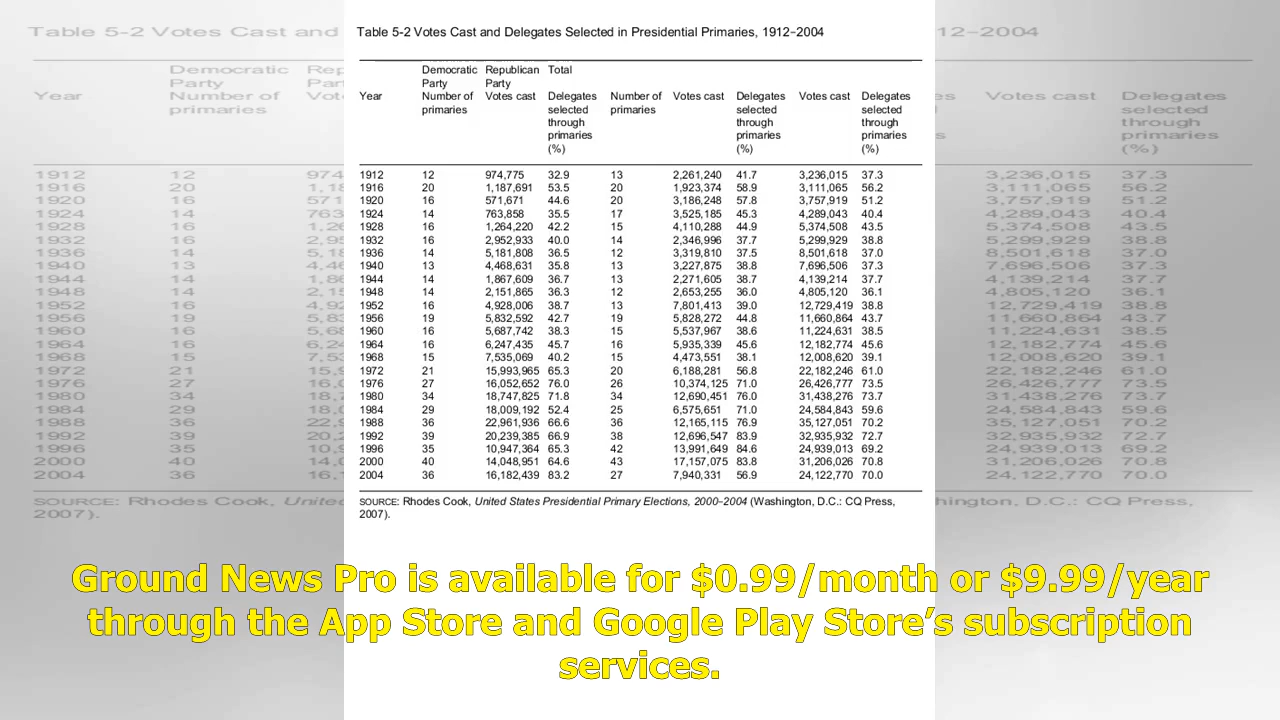 Table 5-2 Votes Cast and Delegates Selected in Presidential Primaries, 1912–2004
Democratic Party Republican Party Total
Year Number of primaries Votes cast Delegates selected through primaries (%) Number of primaries Votes cast Delegates selected through primaries (%) Votes cast Delegates selected through primaries (%)
1912 12 974,775 32.9 13 2,261,240 41.7 3,236,015 37.3
1916 20 1,187,691 53.5 20 1,923,374 58.9 3,111,065 56.2
1920 16 571,671 44.6 20 3,186,248 57.8 3,757,919 51.2
1924 14 763,858 35.5 17 3,525,185 45.3 4,289,043 40.4
1928 16 1,264,220 42.2 15 4,110,288 44.9 5,374,508 43.5
1932 16 2,952,933 40.0 14 2,346,996 37.7 5,299,929 38.8
1936 14 5,181,808 36.5 12 3,319,810 37.5 8,501,618 37.0
1940 13 4,468,631 35.8 13 3,227,875 38.8 7,696,506 37.3
1944 14 1,867,609 36.7 13 2,271,605 38.7 4,139,214 37.7
1948 14 2,151,865 36.3 12 2,653,255 36.0 4,805,120 36.1
1952 16 4,928,006 38.7 13 7,801,413 39.0 12,729,419 38.8
1956 19 5,832,592 42.7 19 5,828,272 44.8 11,660,864 43.7
1960 16 5,687,742 38.3 15 5,537,967 38.6 11,224,631 38.5
1964 16 6,247,435 45.7 16 5,935,339 45.6 12,182,774 45.6
1968 15 7,535,069 40.2 15 4,473,551 38.1 12,008,620 39.1
1972 21 15,993,965 65.3 20 6,188,281 56.8 22,182,246 61.0
1976 27 16,052,652 76.0 26 10,374,125 71.0 26,426,777 73.5
1980 34 18,747,825 71.8 34 12,690,451 76.0 31,438,276 73.7
1984 29 18,009,192 52.4 25 6,575,651 71.0 24,584,843 59.6
1988 36 22,961,936 66.6 36 12,165,115 76.9 35,127,051 70.2
1992 39 20,239,385 66.9 38 12,696,547 83.9 32,935,932 72.7
1996 35 10,947,364 65.3 42 13,991,649 84.6 24,939,013 69.2
2000 40 14,048,951 64.6 43 17,157,075 83.8 31,206,026 70.8
2004 36 16,182,439 83.2 27 7,940,331 56.9 24,122,770 70.0
SOURCE: Rhodes Cook, United States Presidential Primary Elections, 2000–2004 (Washington, D.C.: CQ Press,
2007).
Ground News Pro is available for $0.99/month or $9.99/year
through the App Store and Google Play Store’s subscription
services.